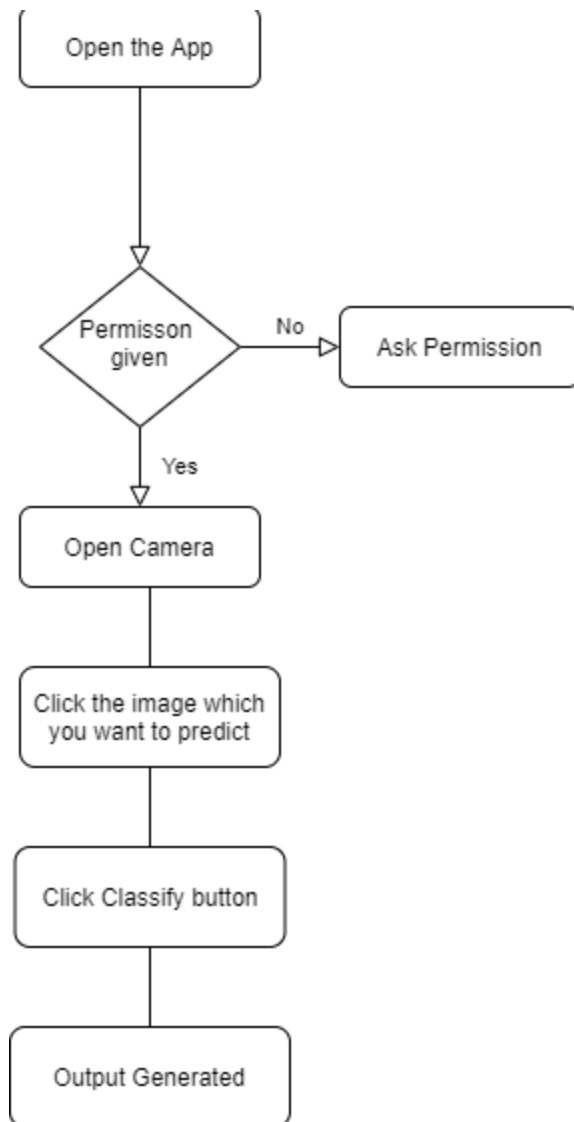 Open the App
Permisson
given
No
Ask Permission
Yes
Open Camera
Click the image which
you want to predict
Click Classify button
Output Generated